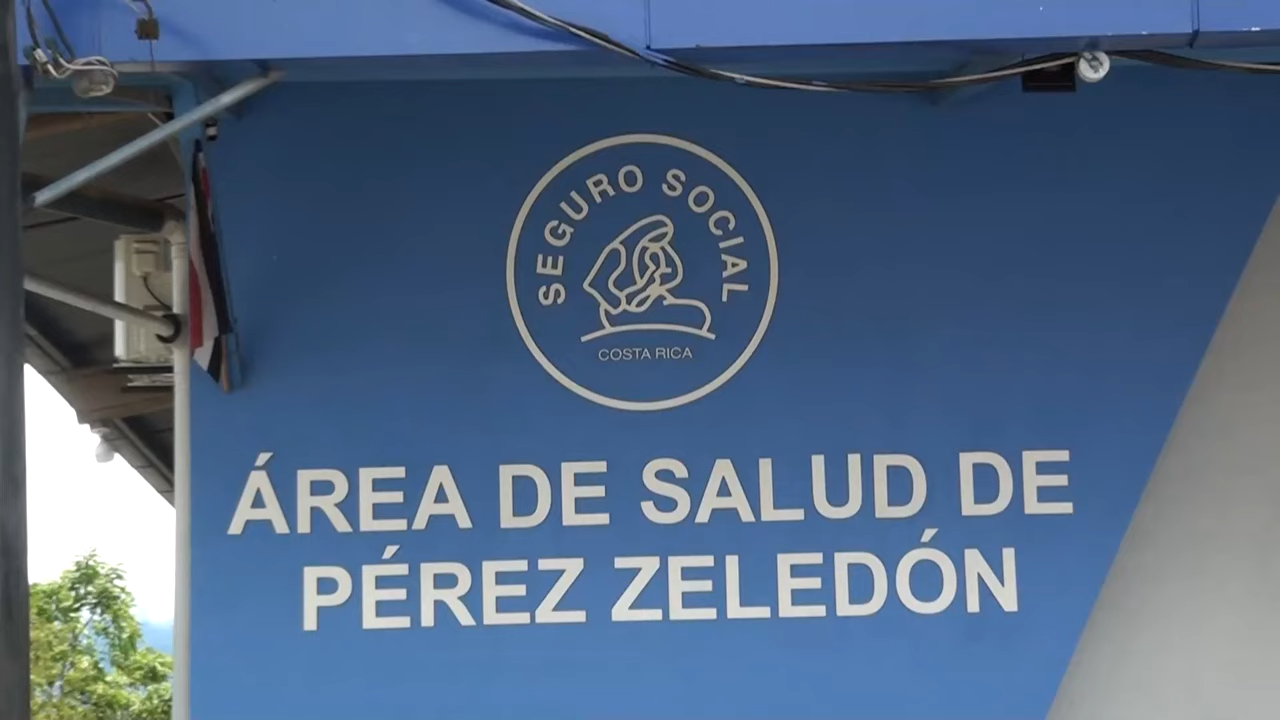 SEGURO SOCIAL
COSTA RICA
ÁREA DE SALUD DE
PÉREZ ZELEDÓN